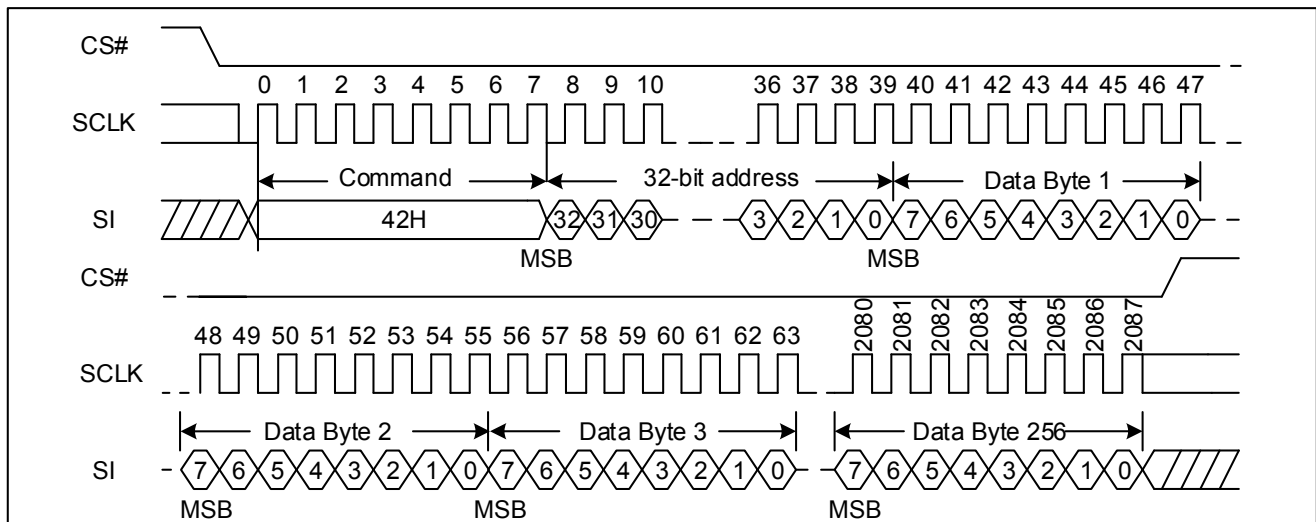 CS#
0 1 2 3 4 5 6 7 8 9 10 36 37 38 39 40 41 42 43 44 45 46 47
SCLK
Command 32-bit address Data Byte 1
SI 42H 32 31 30 3 2 1 0 7 6 5 4 3 2 1 0
MSB MSB
CS#
48 49 50 51 52 53 54 55 56 57 58 59 60 61 62 63 2080 2081 2082 2083 2084 2085 2086 2087
SCLK
Data Byte 2 Data Byte 3 Data Byte 256
SI 7 6 5 4 3 2 1 0 7 6 5 4 3 2 1 0 7 6 5 4 3 2 1 0
MSB MSB MSB